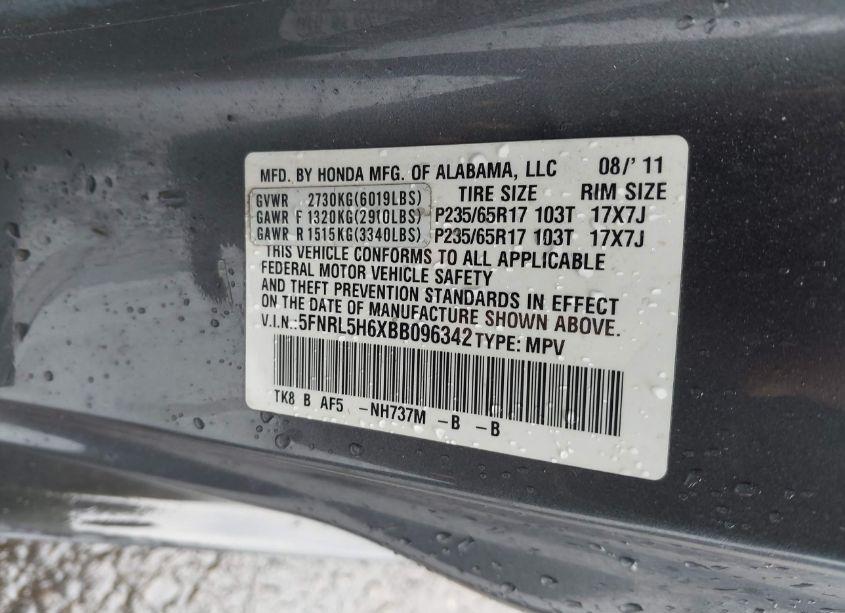 MFD. BY HONDA MFG. OF ALABAMA, LLC 08/' 11
GVWR 2730KG(6019LBS) TIRE SIZE RIM SIZE
GAWR F 1320KG(2910LBS) P235/65R17 103T 17X7J
GAWR R 1515KG(3340LBS) P235/65R17 103T 17X7J
THIS VEHICLE CONFORMS TO ALL APPLICABLE
FEDERAL MOTOR VEHICLE SAFETY
AND THEFT PREVENTION STANDARDS IN EFFECT
ON THE DATE OF MANUFACTURE SHOWN ABOVE.
V.I.N.:5FNRL5H6XBB096342 TYPE: MPV
TK8 B AF5 -NH737M -B -B